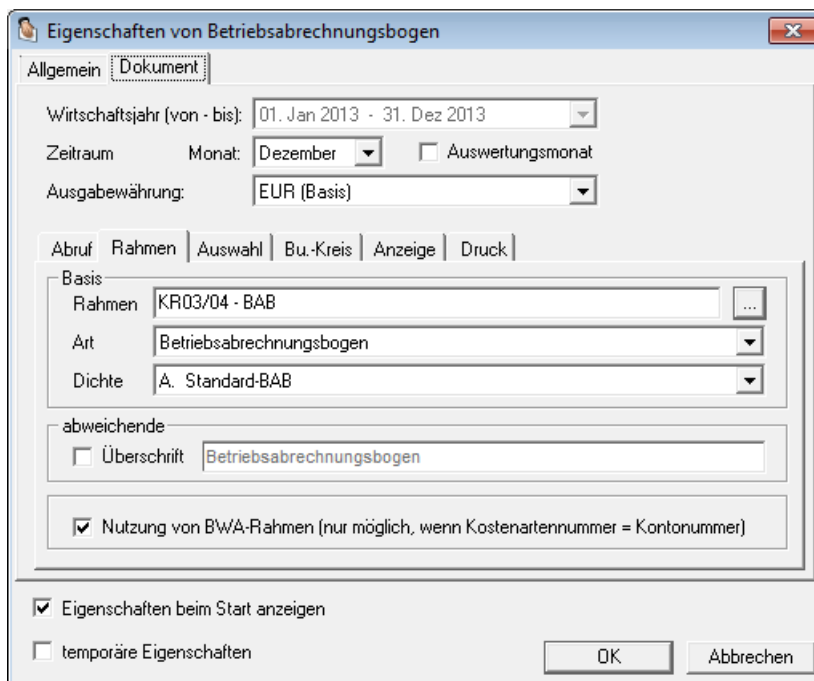 Eigenschaften von Betriebsabrechnungsbogen
Allgemein Dokument
Wirtschaftsjahr (von - bis): 01. Jan 2013 - 31. Dez 2013
Zeitraum Monat: Dezember Auswertungsmonat
Ausgabewährung: EUR (Basis)
Abruf Rahmen Auswahl Bu.-Kreis Anzeige Druck
Basis
Rahmen KR03/04 - BAB ...
Art Betriebsabrechnungsbogen
Dichte A. Standard-BAB
abweichende
Überschrift Betriebsabrechnungsbogen
Nutzung von BWA-Rahmen (nur möglich, wenn Kostenartennummer = Kontonummer)
Eigenschaften beim Start anzeigen
temporäre Eigenschaften OK Abbrechen